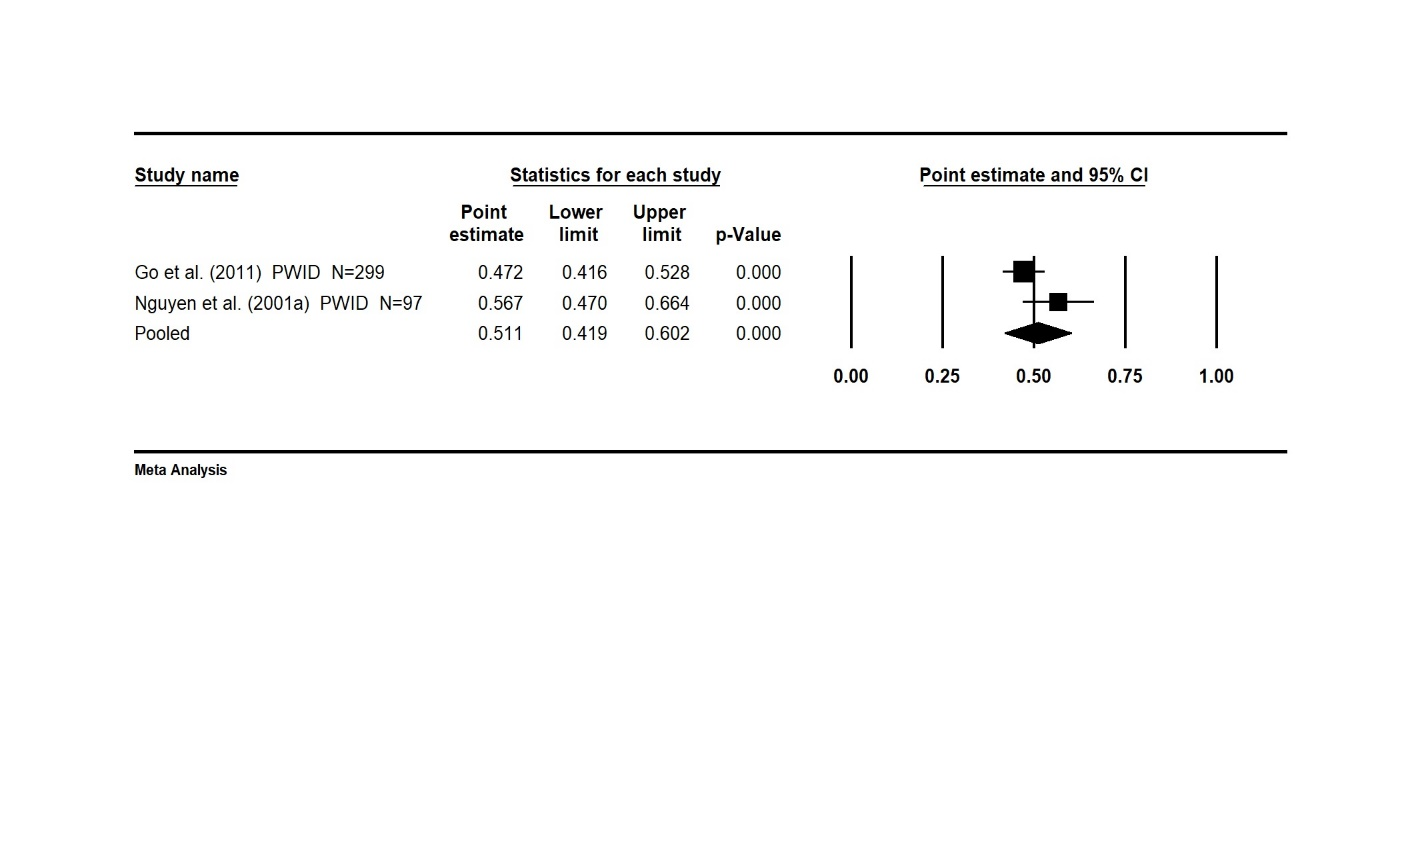 Study name Statistics for each study Point estimate and 95% CI
Point Lower Upper
estimate limit limit p-Value
Go et al. (2011) PWID N=299 0.472 0.416 0.528 0.000
Nguyen et al. (2001a) PWID N=97 0.567 0.470 0.664 0.000
Pooled 0.511 0.419 0.602 0.000
0.00 0.25 0.50 0.75 1.00
Meta Analysis